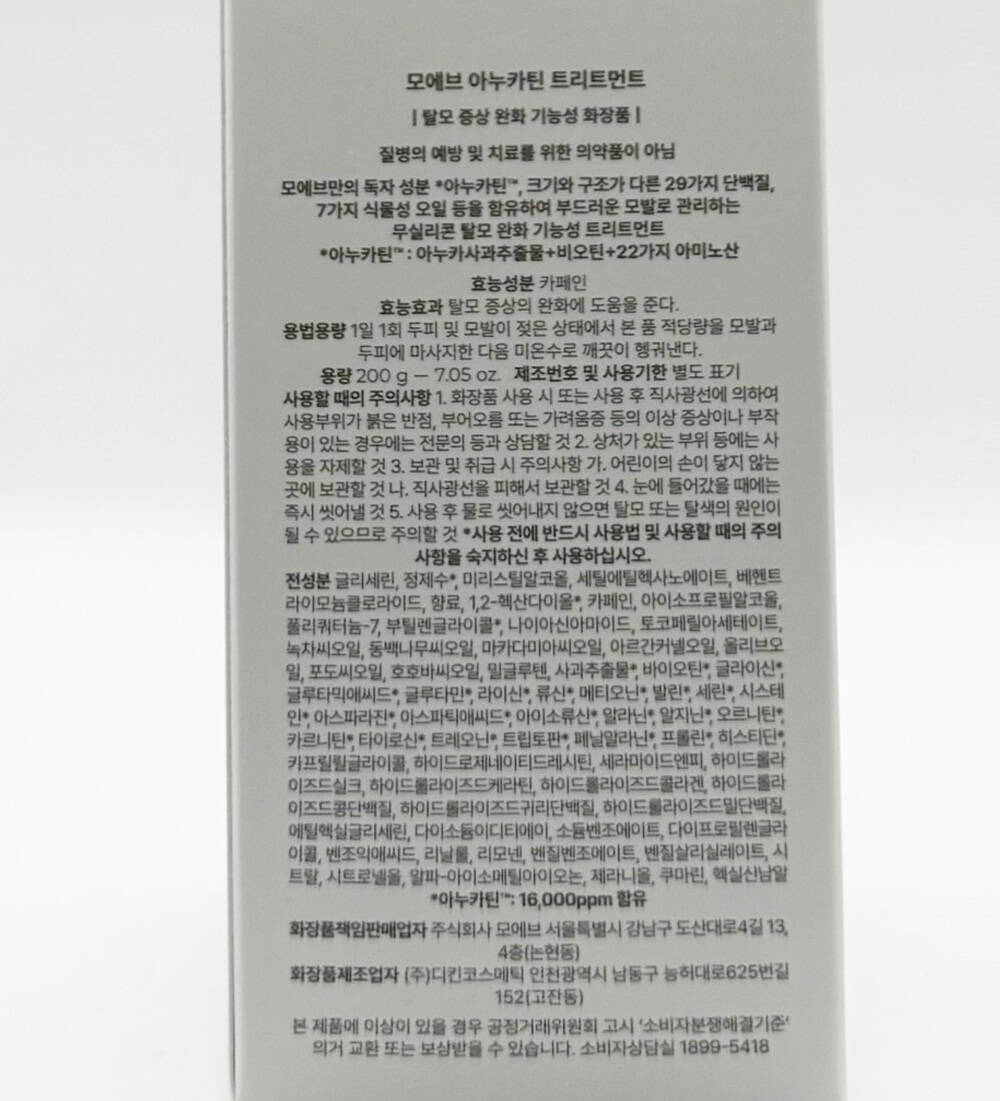 모에브 아누카틴 트리트먼트
| 탈모 증상 완화 기능성 화장품 |
질병의 예방 및 치료를 위한 의약품이 아님
모에브만의 독자 성분 *아누카틴™, 크기와 구조가 다른 29가지 단백질,
7가지 식물성 오일 등을 함유하여 부드러운 모발로 관리하는
무실리콘 탈모 완화 기능성 트리트먼트
*아누카틴™ : 아누카사과추출물+비오틴+22가지 아미노산
효능성분 카페인
효능효과 탈모 증상의 완화에 도움을 준다.
용법용량 1일 1회 두피 및 모발이 젖은 상태에서 본 품 적당량을 모발과
두피에 마사지한 다음 미온수로 깨끗이 헹궈낸다.
용량 200 g — 7.05 oz. 제조번호 및 사용기한 별도 표기
사용할 때의 주의사항 1. 화장품 사용 시 또는 사용 후 직사광선에 의하여
사용부위가 붉은 반점, 부어오름 또는 가려움증 등의 이상 증상이나 부작
용이 있는 경우에는 전문의 등과 상담할 것 2. 상처가 있는 부위 등에는 사
용을 자제할 것 3. 보관 및 취급 시 주의사항 가. 어린이의 손이 닿지 않는
곳에 보관할 것 나. 직사광선을 피해서 보관할 것 4. 눈에 들어갔을 때에는
즉시 씻어낼 것 5. 사용 후 물로 씻어내지 않으면 탈모 또는 탈색의 원인이
될 수 있으므로 주의할 것 *사용 전에 반드시 사용법 및 사용할 때의 주의
사항을 숙지하신 후 사용하십시오.
전성분 글리세린, 정제수*, 미리스틸알코올, 세틸에틸헥사노에이트, 베헨트
라이모늄클로라이드, 향료, 1,2-헥산다이올*, 카페인, 아이소프로필알코올,
폴리쿼터늄-7, 부틸렌글라이콜*, 나이아신아마이드, 토코페릴아세테이트,
녹차씨오일, 동백나무씨오일, 마카다미아씨오일, 아르간커넬오일, 올리브오
일, 포도씨오일, 호호바씨오일, 밀글루텐, 사과추출물*, 바이오틴*, 글라이신*,
글루타믹애씨드*, 글루타민*, 라이신*, 류신*, 메티오닌*, 발린*, 세린*, 시스테
인*, 아스파라진*, 아스파틱애씨드*, 아이소류신*, 알라닌*, 알지닌*, 오르니틴*,
카르니틴*, 타이로신*, 트레오닌*, 트립토판*, 페닐알라닌*, 프롤린*, 히스티딘*,
카프릴릴글라이콜, 하이드로제네이티드레시틴, 세라마이드엔피, 하이드롤라
이즈드실크, 하이드롤라이즈드케라틴, 하이드롤라이즈드콜라겐, 하이드롤라
이즈드콩단백질, 하이드롤라이즈드귀리단백질, 하이드롤라이즈드밀단백질,
에틸헥실글리세린, 다이소듐이디티에이, 소듐벤조에이트, 다이프로필렌글라
이콜, 벤조익애씨드, 리날룰, 리모넨, 벤질벤조에이트, 벤질살리실레이트, 시
트랄, 시트로넬올, 알파-아이소메틸아이오논, 제라니올, 쿠마린, 헥실신남알
*아누카틴™: 16,000ppm 함유
화장품책임판매업자 주식회사 모에브 서울특별시 강남구 도산대로4길 13,
4층(논현동)
화장품제조업자 (주)디킨코스메틱 인천광역시 남동구 능허대로625번길
152(고잔동)
본 제품에 이상이 있을 경우 공정거래위원회 고시 '소비자분쟁해결기준'
의거 교환 또는 보상받을 수 있습니다. 소비자상담실 1899-5418